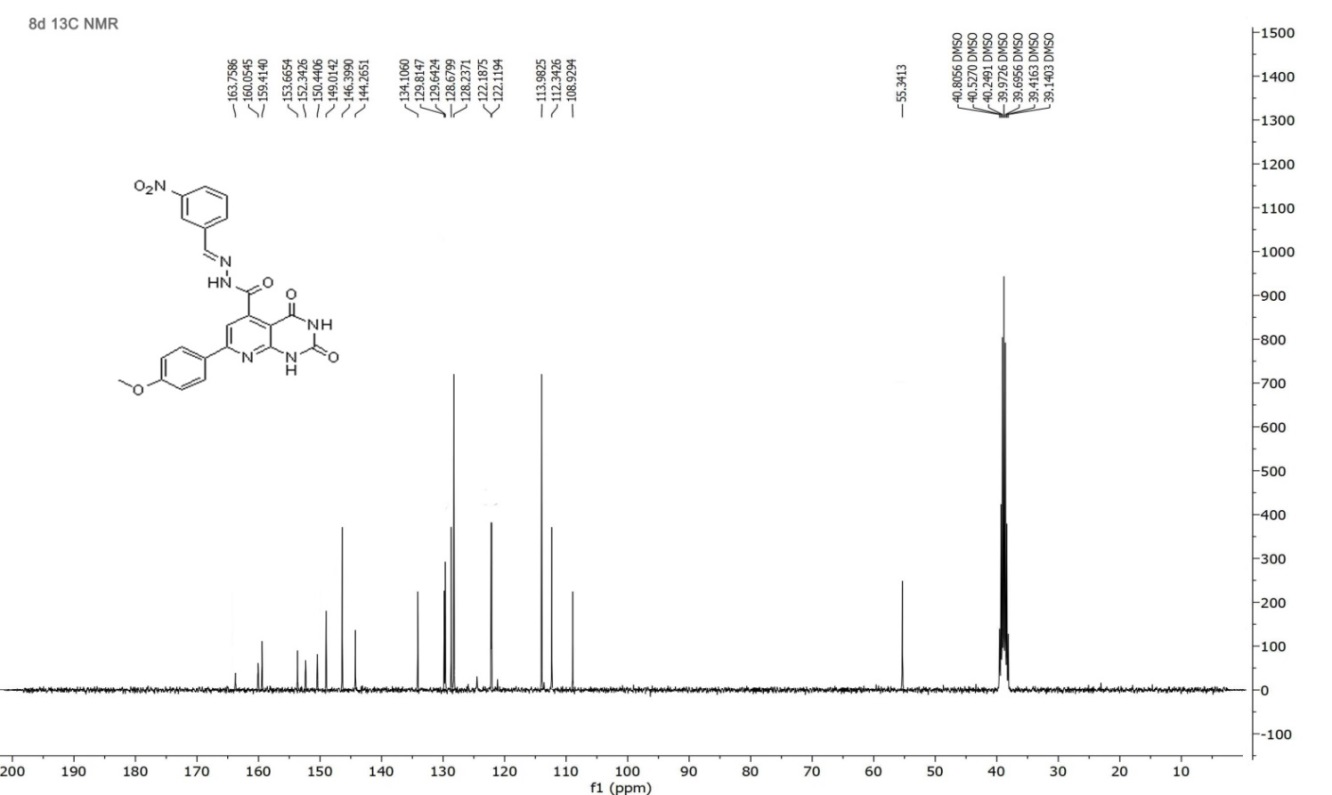 8d 13C NMR
163.7586
160.0545
159.4140
153.6654
152.3426
150.4406
149.0142
146.3990
144.2651
134.1060
129.8147
129.6424
128.6799
128.2371
122.1875
122.1194
113.9825
112.3426
108.9294
55.3413
40.8056 DMSO
40.5270 DMSO
40.2491 DMSO
39.9726 DMSO
39.6956 DMSO
39.4163 DMSO
39.1403 DMSO
O2N
N
HN
O
O
NH
N
N
H
O
O
1500
1400
1300
1200
1100
1000
900
800
700
600
500
400
300
200
100
0
-100
200 190 180 170 160 150 140 130 120 110 100 90 80 70 60 50 40 30 20 10
f1 (ppm)